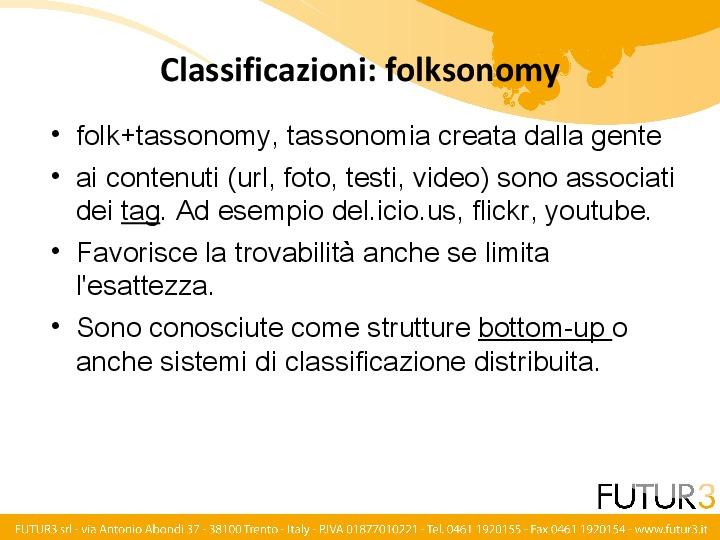 Classificazioni: folksonomy
• folk+tassonomy, tassonomia creata dalla gente
• ai contenuti (url, foto, testi, video) sono associati
dei tag. Ad esempio del.icio.us, flickr, youtube.
• Favorisce la trovabilità anche se limita
l'esattezza.
• Sono conosciute come strutture bottom-up o
anche sistemi di classificazione distribuita.
FUTUR3
FUTUR3 srl - via Antonio Abondi 37 - 38100 Trento - Italy - P.IVA 01877010221 - Tel. 0461 1920155 - Fax 0461 1920154 - www.futur3.it